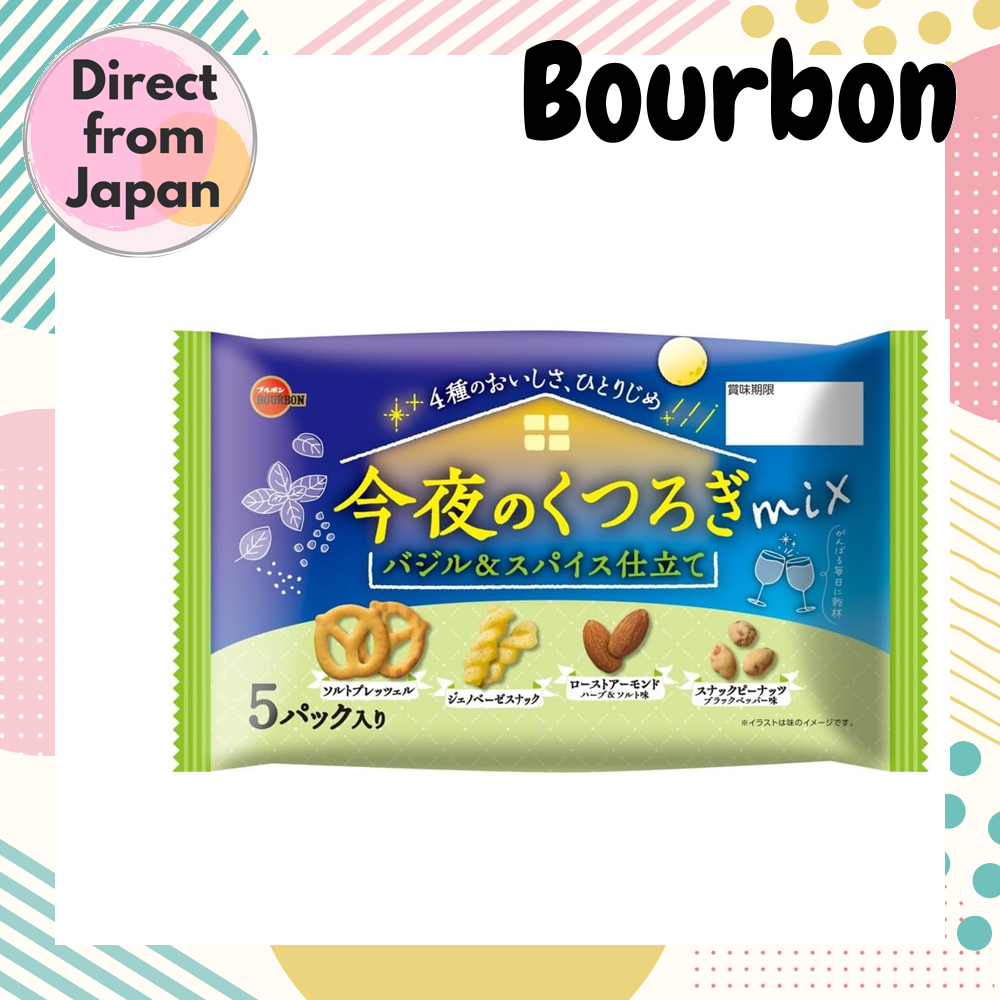 Direct
from
Japan
Bourbon
ブルボン
BOURBON
4種のおいしさ、ひとりじめ
賞味期限
今夜のくつろぎmix
バジル&スパイス仕立て
がんばる毎日に乾杯
ソルトプレッツェル
ジェノベーゼスナック
ローストアーモンド
ハーブ&ソルト味
スナックピーナッツ
ブラックペッパー味
5パック入り
※イラストは味のイメージです。